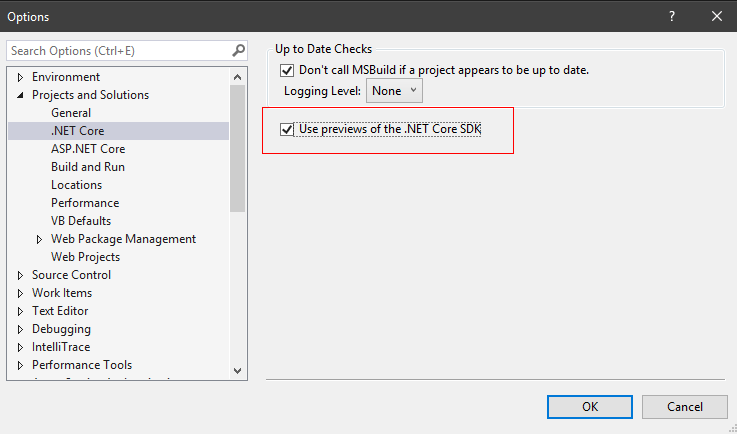 Options
Search Options (Ctrl+E)
Environment
Projects and Solutions
General
.NET Core
ASP.NET Core
Build and Run
Locations
Performance
VB Defaults
Web Package Management
Web Projects
Source Control
Work Items
Text Editor
Debugging
IntelliTrace
Performance Tools
Up to Date Checks
Don't call MSBuild if a project appears to be up to date.
Logging Level: None
Use previews of the .NET Core SDK
OK
Cancel